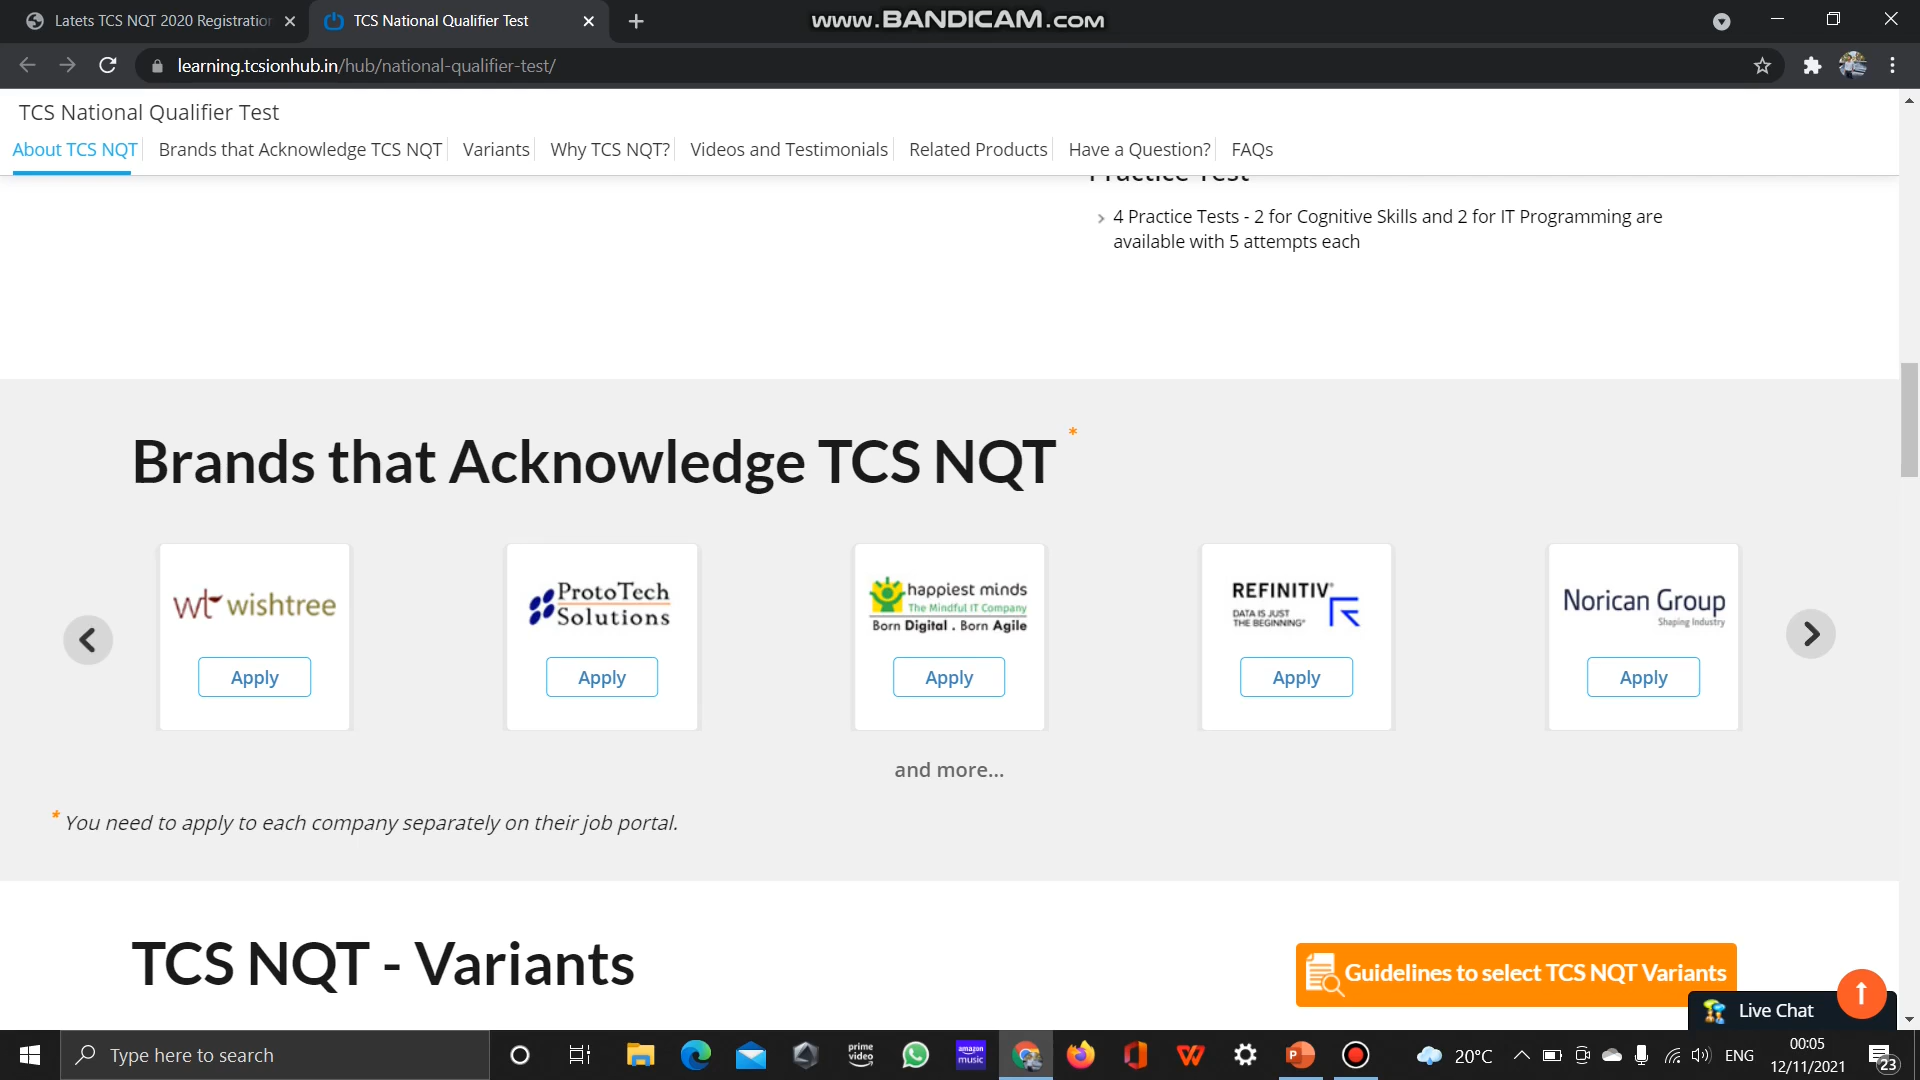 Latets TCS NQT 2020 Registration
TCS National Qualifier Test
www.BANDICAM.com
learning.tcsionhub.in/hub/national-qualifier-test/
TCS National Qualifier Test
About TCS NQT
Brands that Acknowledge TCS NQT
Variants
Why TCS NQT?
Videos and Testimonials
Related Products
Have a Question?
FAQs
Practice Test
4 Practice Tests - 2 for Cognitive Skills and 2 for IT Programming are
available with 5 attempts each
Brands that Acknowledge TCS NQT *
wt wishtree
Apply
ProtoTech
Solutions
Apply
happiest minds
The Mindful IT Company
Born Digital . Born Agile
Apply
REFINITIV
DATA IS JUST
THE BEGINNING
Apply
Norican Group
Shaping Industry
Apply
and more...
* You need to apply to each company separately on their job portal.
TCS NQT - Variants
Guidelines to select TCS NQT Variants
Live Chat
Type here to search
prime
video
amazon
music
20°C
ENG
00:05
12/11/2021
23